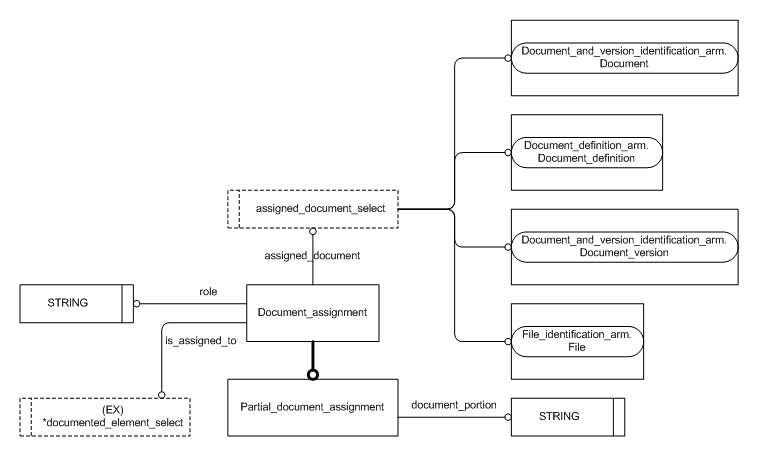 Document_and_version_identification_arm.
Document
Document_definition_arm.
Document_definition
assigned_document_select
Document_and_version_identification_arm.
Document_version
assigned_document
role
STRING
Document_assignment
is_assigned_to
File_identification_arm.
File
(EX)
*documented_element_select
Partial_document_assignment
document_portion
STRING